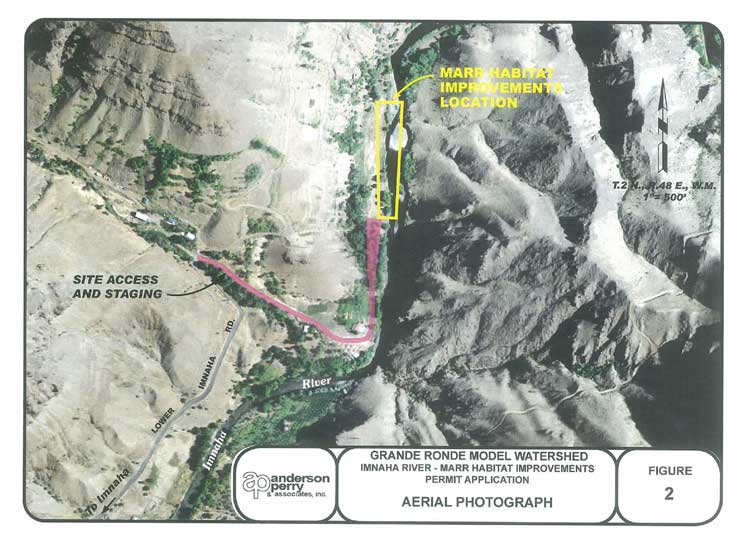 MARR HABITAT
IMPROVEMENTS
LOCATION
N
T.2 N., R.48 E., W.M.
1"= 500'
SITE ACCESS
AND STAGING
LOWER IMNAHA RD.
Imnaha River
To Imnaha
ap anderson
perry
& associates, inc.
GRANDE RONDE MODEL WATERSHED
IMNAHA RIVER - MARR HABITAT IMPROVEMENTS
PERMIT APPLICATION
AERIAL PHOTOGRAPH
FIGURE
2